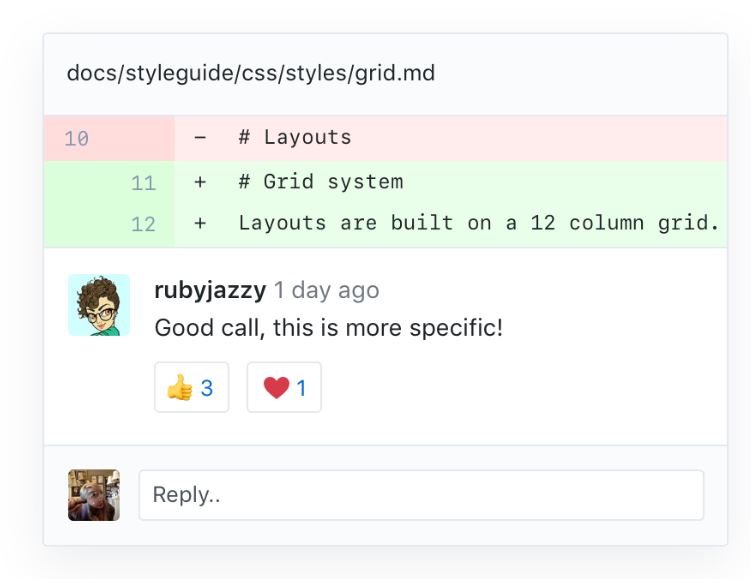 docs/styleguide/css/styles/grid.md
10 - # Layouts
11 + # Grid system
12 + Layouts are built on a 12 column grid.
rubyjazzy 1 day ago
Good call, this is more specific!
👍 3 ❤️ 1
Reply..